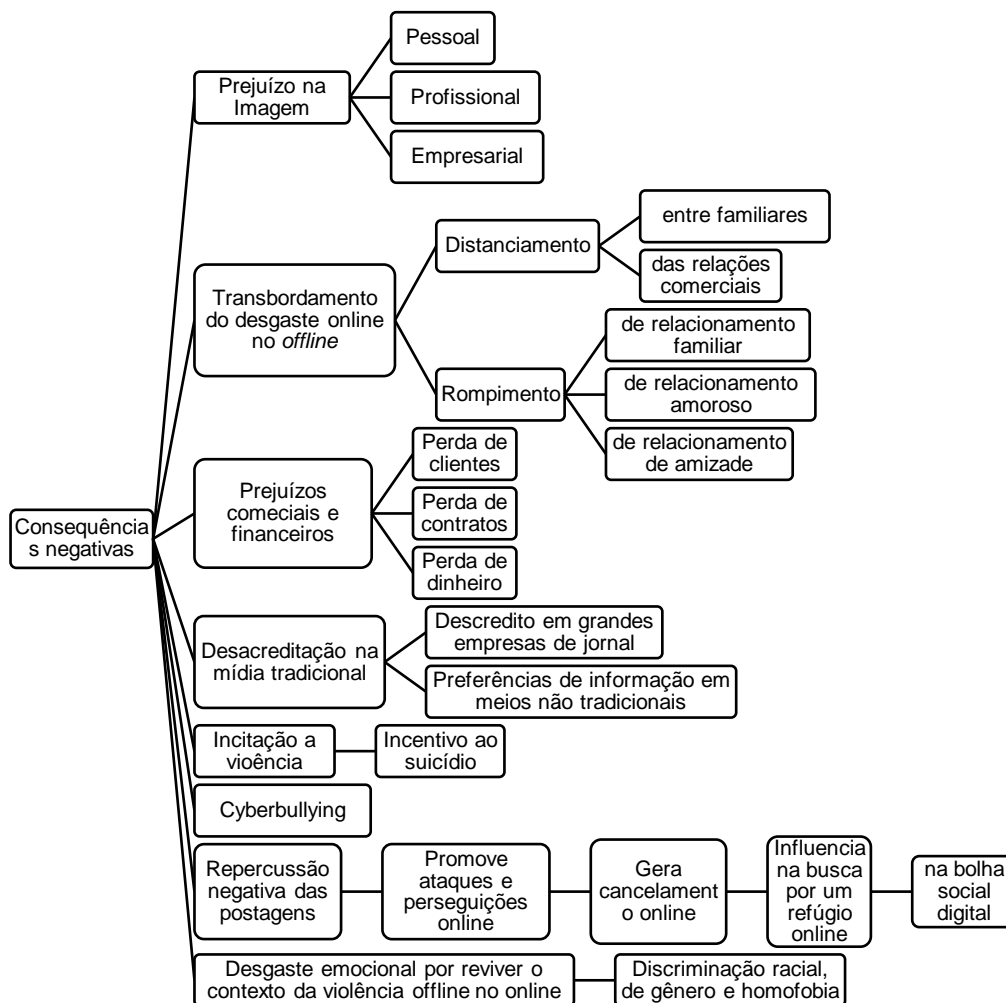 Consequência
s negativas
Prejuízo na
Imagem
Pessoal
Profissional
Empresarial
Transbordamento
do desgaste online
no offline
Distanciamento
entre familiares
das relações
comerciais
Rompimento
de relacionamento
familiar
de relacionamento
amoroso
de relacionamento
de amizade
Prejuízos
comeciais e
financeiros
Perda de
clientes
Perda de
contratos
Perda de
dinheiro
Desacreditação na
mídia tradicional
Descredito em grandes
empresas de jornal
Preferências de informação em
meios não tradicionais
Incitação a
vioência
Incentivo ao
suicídio
Cyberbullying
Repercussão
negativa das
postagens
Promove
ataques e
perseguições
online
Gera
cancelament
o online
Influencia
na busca
por um
refúgio
online
na bolha
social
digital
Desgaste emocional por reviver o
contexto da violência offline no online
Discriminação racial,
de gênero e homofobia